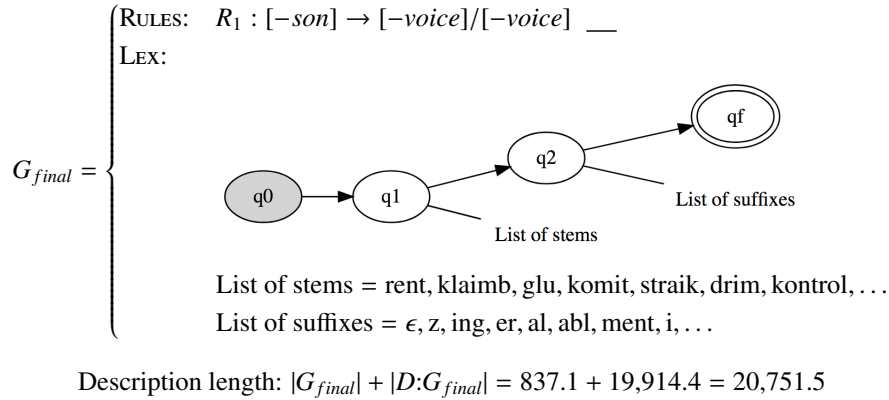 RULES: R₁ : [−son] → [−voice]/[−voice] __
LEX:
G_final =
q0
q1
q2
qf
List of stems
List of suffixes
List of stems = rent, klaimb, glu, komit, straik, drim, kontrol, . . .
List of suffixes = ϵ, z, ing, er, al, abl, ment, i, . . .
Description length: |G_final| + |D:G_final| = 837.1 + 19,914.4 = 20,751.5